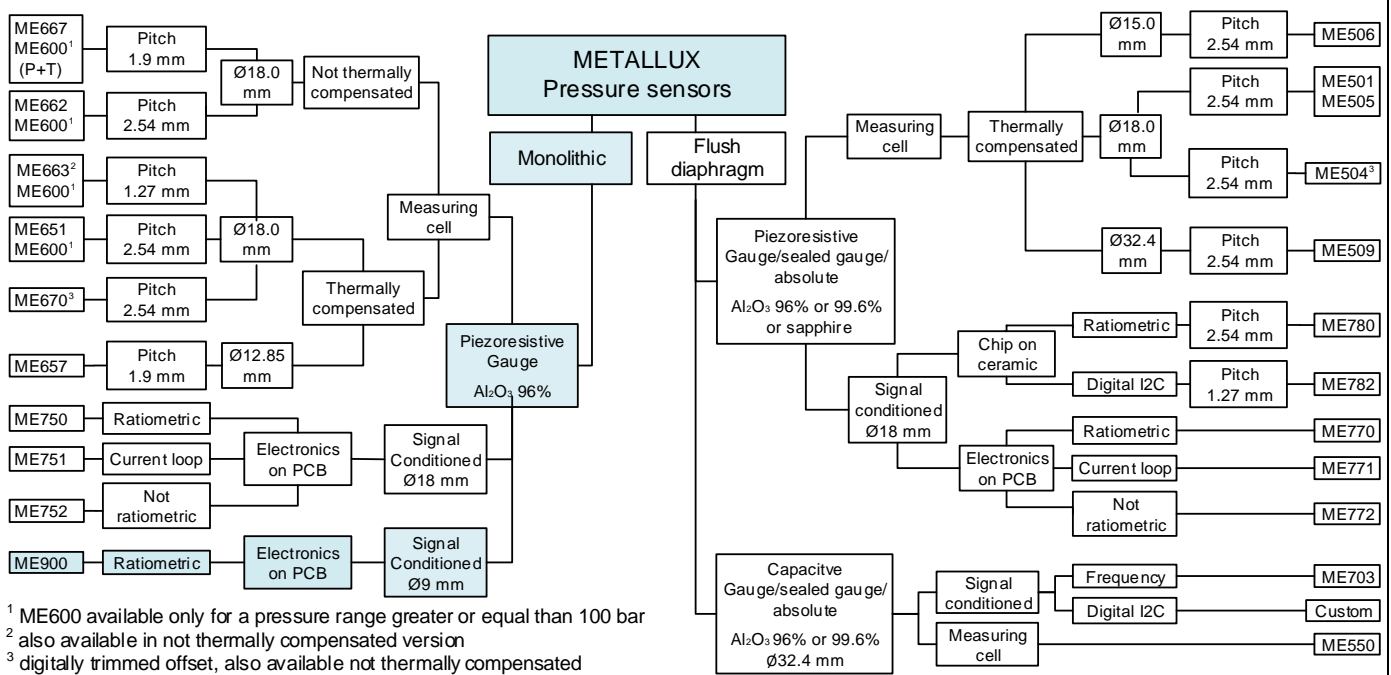 METALLUX
Pressure sensors
Monolithic
Flush
diaphragm
ME667
ME600¹
(P+T)
Pitch
1.9 mm
ME662
ME600¹
Pitch
2.54 mm
Ø18.0
mm
Not thermally
compensated
ME663²
ME600¹
Pitch
1.27 mm
ME651
ME600¹
Pitch
2.54 mm
ME670³
Pitch
2.54 mm
Ø18.0
mm
ME657
Pitch
1.9 mm
Ø12.85
mm
Thermally
compensated
Measuring
cell
Piezoresistive
Gauge
Al₂O₃ 96%
ME750
Ratiometric
ME751
Current loop
ME752
Not
ratiometric
Electronics
on PCB
Signal
Conditioned
Ø18 mm
ME900
Ratiometric
Electronics
on PCB
Signal
Conditioned
Ø9 mm
Piezoresistive
Gauge/sealed gauge/
absolute
Al₂O₃ 96% or 99.6%
or sapphire
Measuring
cell
Thermally
compensated
Ø15.0
mm
Pitch
2.54 mm
ME506
Ø18.0
mm
Pitch
2.54 mm
ME501
ME505
Pitch
2.54 mm
ME504³
Ø32.4
mm
Pitch
2.54 mm
ME509
Signal
conditioned
Ø18 mm
Chip on
ceramic
Ratiometric
Pitch
2.54 mm
ME780
Digital I2C
Pitch
1.27 mm
ME782
Electronics
on PCB
Ratiometric
ME770
Current loop
ME771
Not
ratiometric
ME772
Capacitve
Gauge/sealed gauge/
absolute
Al₂O₃ 96% or 99.6%
Ø32.4 mm
Signal
conditioned
Frequency
ME703
Digital I2C
Custom
Measuring
cell
ME550
¹ ME600 available only for a pressure range greater or equal than 100 bar
² also available in not thermally compensated version
³ digitally trimmed offset, also available not thermally compensated